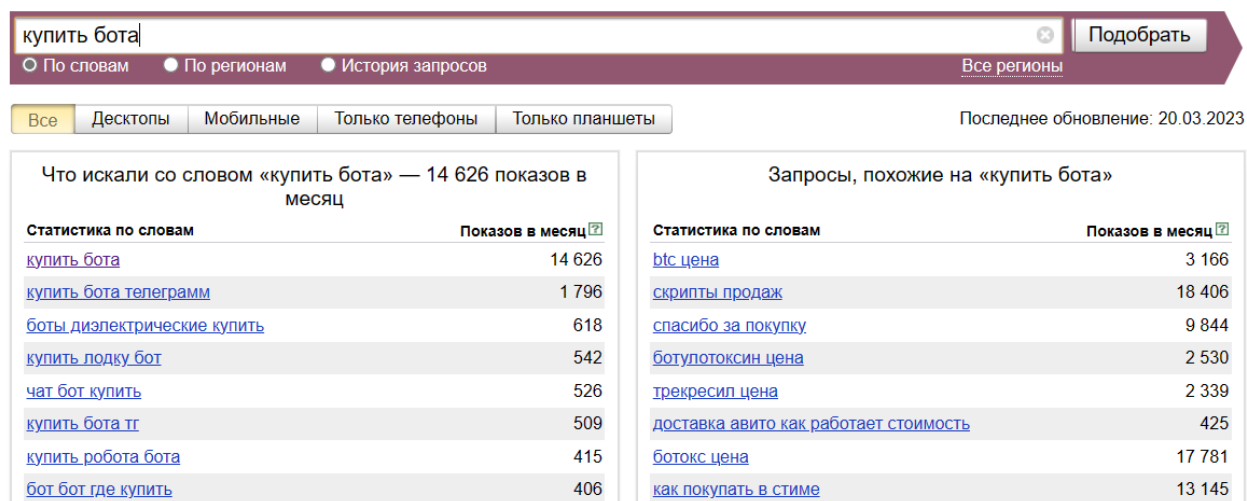 купить бота
Подобрать
По словам
По регионам
История запросов
Все регионы
Все
Десктопы
Мобильные
Только телефоны
Только планшеты
Последнее обновление: 20.03.2023
Что искали со словом «купить бота» — 14 626 показов в
месяц
Статистика по словам
Показов в месяц ?
купить бота 14 626
купить бота телеграмм 1 796
боты диэлектрические купить 618
купить лодку бот 542
чат бот купить 526
купить бота тг 509
купить робота бота 415
бот бот где купить 406
Запросы, похожие на «купить бота»
Статистика по словам
Показов в месяц ?
btc цена 3 166
скрипты продаж 18 406
спасибо за покупку 9 844
ботулотоксин цена 2 530
трекресил цена 2 339
доставка авито как работает стоимость 425
ботокс цена 17 781
как покупать в стиме 13 145